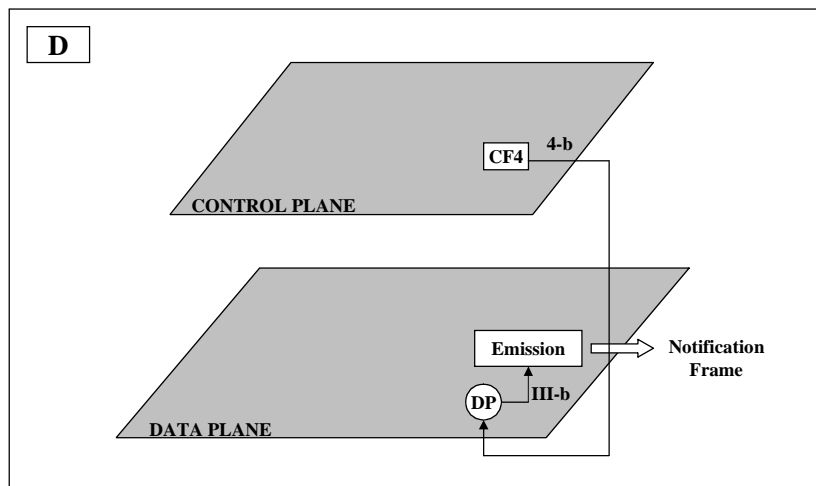 D
4-b
CF4
CONTROL PLANE
Emission
Notification
Frame
DP
III-b
DATA PLANE